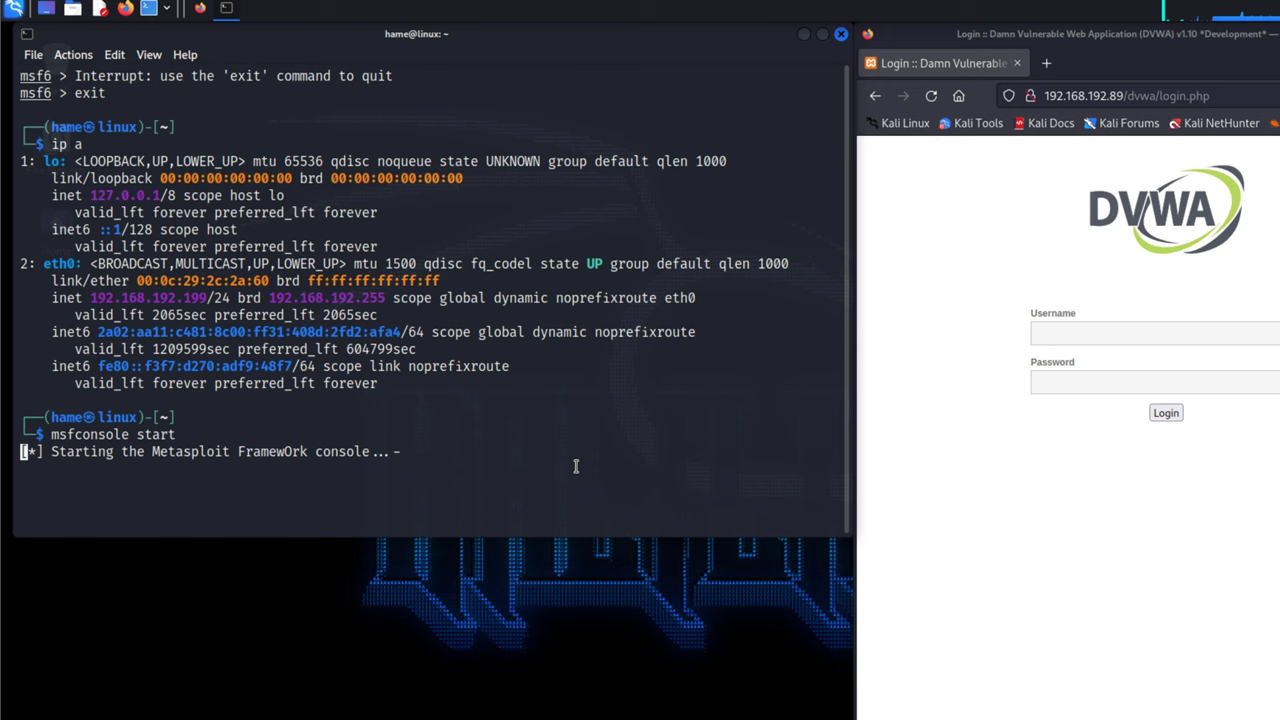 hame@linux: ~
File Actions Edit View Help
msf6 > Interrupt: use the 'exit' command to quit
msf6 > exit
(hame㉿linux)-[~]
$ ip a
1: lo: <LOOPBACK,UP,LOWER_UP> mtu 65536 qdisc noqueue state UNKNOWN group default qlen 1000
link/loopback 00:00:00:00:00:00 brd 00:00:00:00:00:00
inet 127.0.0.1/8 scope host lo
valid_lft forever preferred_lft forever
inet6 ::1/128 scope host
valid_lft forever preferred_lft forever
2: eth0: <BROADCAST,MULTICAST,UP,LOWER_UP> mtu 1500 qdisc fq_codel state UP group default qlen 1000
link/ether 00:0c:29:2c:2a:60 brd ff:ff:ff:ff:ff:ff
inet 192.168.192.199/24 brd 192.168.192.255 scope global dynamic noprefixroute eth0
valid_lft 2065sec preferred_lft 2065sec
inet6 2a02:aa11:c481:8c00:ff31:408d:2fd2:afa4/64 scope global dynamic noprefixroute
valid_lft 1209599sec preferred_lft 604799sec
inet6 fe80::f3f7:d270:adf9:48f7/64 scope link noprefixroute
valid_lft forever preferred_lft forever
(hame㉿linux)-[~]
$ msfconsole start
[*] Starting the Metasploit FramewOrk console...-
Login :: Damn Vulnerable Web Application (DVWA) v1.10 *Development* —
Login :: Damn Vulnerable
192.168.192.89/dvwa/login.php
Kali Linux Kali Tools Kali Docs Kali Forums Kali NetHunter
DVWA
Username
Password
Login